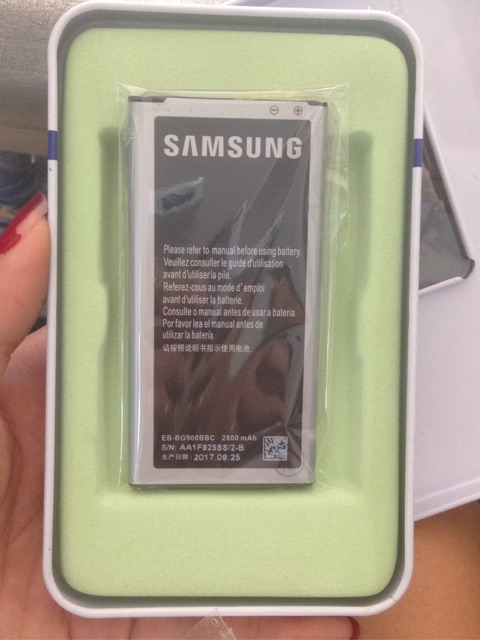 ⊖ ⊕
SAMSUNG
Please refer to manual before using battery.
Veuillez consulter le guide d'utilisation
avant d'utiliser la pile.
Referez-cous au mode d'emploi
avant d'utiliser la batterie.
Consulte o manual antes de usar a bateria.
Por favor lea el manual antes de
utilizar la batería.
请按照说明书指示使用电池.
EB-BG900BBC 2800 mAh
S/N: AA1F92555/2-B
生产日期: 2017.08.25